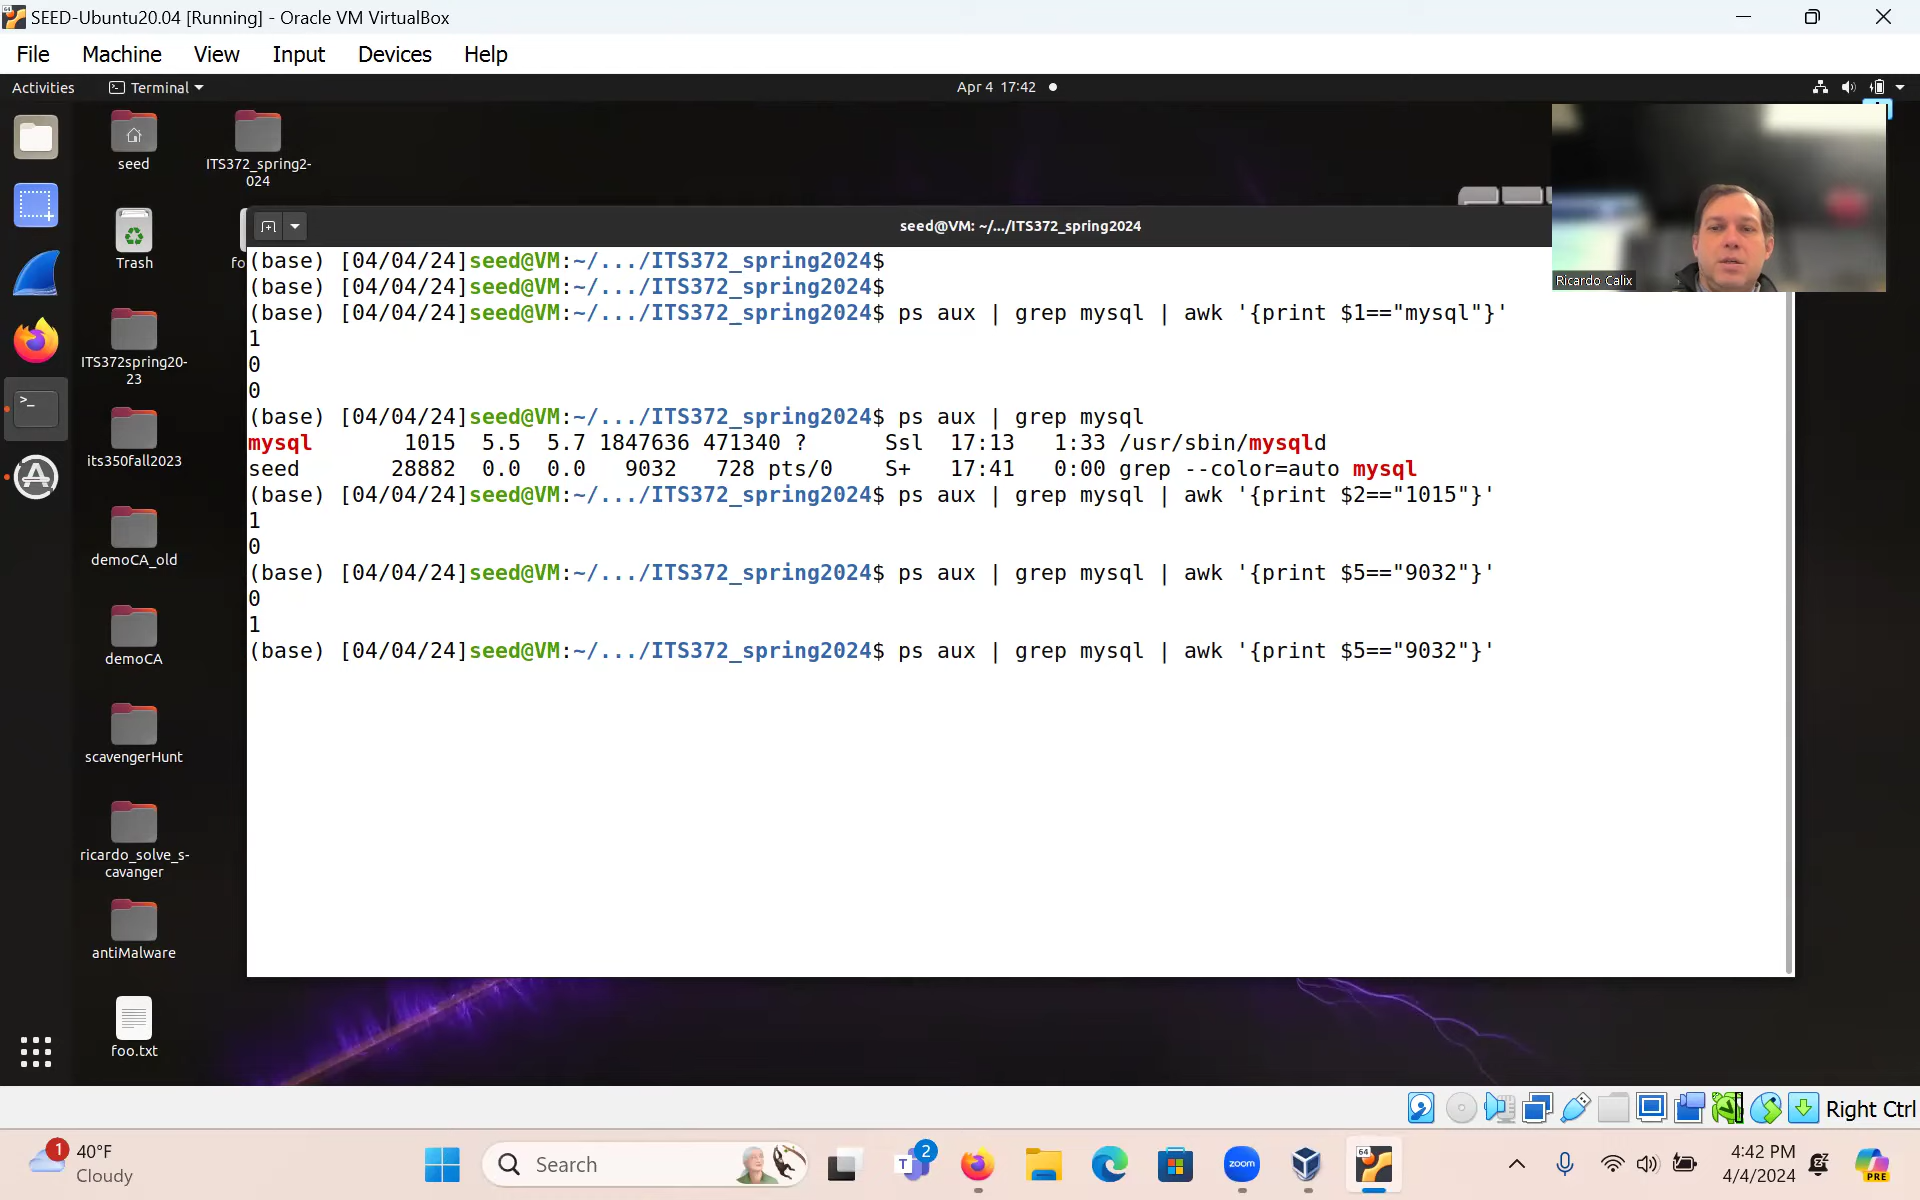 SEED-Ubuntu20.04 [Running] - Oracle VM VirtualBox
File Machine View Input Devices Help
Activities Terminal Apr 4 17:42
seed
ITS372_spring2-
024
Trash
fo
ITS372spring20-
23
its350fall2023
demoCA_old
demoCA
scavengerHunt
ricardo_solve_s-
cavanger
antiMalware
foo.txt
Ricardo Calix
seed@VM: ~/.../ITS372_spring2024
(base) [04/04/24]seed@VM:~/.../ITS372_spring2024$
(base) [04/04/24]seed@VM:~/.../ITS372_spring2024$
(base) [04/04/24]seed@VM:~/.../ITS372_spring2024$ ps aux | grep mysql | awk '{print $1=="mysql"}'
1
0
0
(base) [04/04/24]seed@VM:~/.../ITS372_spring2024$ ps aux | grep mysql
mysql 1015 5.5 5.7 1847636 471340 ? Ssl 17:13 1:33 /usr/sbin/mysqld
seed 28882 0.0 0.0 9032 728 pts/0 S+ 17:41 0:00 grep --color=auto mysql
(base) [04/04/24]seed@VM:~/.../ITS372_spring2024$ ps aux | grep mysql | awk '{print $2=="1015"}'
1
0
(base) [04/04/24]seed@VM:~/.../ITS372_spring2024$ ps aux | grep mysql | awk '{print $5=="9032"}'
0
1
(base) [04/04/24]seed@VM:~/.../ITS372_spring2024$ ps aux | grep mysql | awk '{print $5=="9032"}'
Right Ctrl
1
40°F
Cloudy
Search
T
2
zoom
64
4:42 PM
4/4/2024
PRE